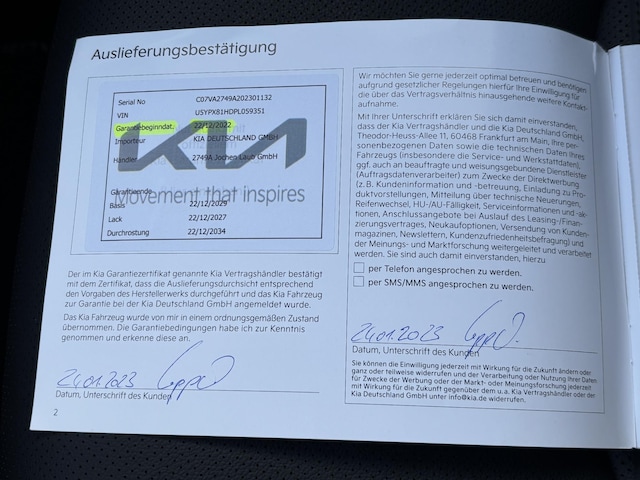 Auslieferungsbestätigung
Serial No C07VA2749A202301132
VIN U5YPX81HDPL059351
Garantiebeginndat. 22/12/2022
Importeur KIA DEUTSCHLAND GMBH
Händler 2749A Jochen Laub GmbH
KIA
Movement that inspires
Garantieende
Basis 22/12/2029
Lack 22/12/2027
Durchrostung 22/12/2034
Der im Kia Garantiezertifikat genannte Kia Vertragshändler bestätigt
mit dem Zertifikat, dass die Auslieferungsdurchsicht entsprechend
den Vorgaben des Herstellerwerks durchgeführt und das Kia Fahrzeug
zur Garantie bei der Kia Deutschland GmbH angemeldet wurde.
Das Kia Fahrzeug wurde von mir in einem ordnungsgemäßen Zustand
übernommen. Die Garantiebedingungen habe ich zur Kenntnis
genommen und erkenne diese an.
24.01.2023
Datum, Unterschrift des Kunden
2
Wir möchten Sie gerne jederzeit optimal betreuen und benötigen
aufgrund gesetzlicher Regelungen hierfür Ihre Einwilligung für
die über das Vertragsverhältnis hinausgehende weitere Kontakt-
aufnahme.
Mit Ihrer Unterschrift erklären Sie sich damit einverstanden,
dass der Kia Vertragshändler und die Kia Deutschland GmbH,
Theodor-Heuss-Allee 11, 60468 Frankfurt am Main, Ihre per-
sonenbezogenen Daten sowie die technischen Daten Ihres
Fahrzeugs (insbesondere die Service- und Werkstattdaten),
ggf. auch an beauftragte und weisungsgebundene Dienstleister
(Auftragsdatenverarbeiter) zum Zwecke der Direktwerbung
(z.B. Kundeninformation und -betreuung, Einladung zu Pro-
duktvorstellungen, Mitteilung über technische Neuerungen,
Reifenwechsel, HU-/AU-Fälligkeit, Serviceinformationen und -ak-
tionen, Anschlussangebote bei Auslauf des Leasing-/Finan-
zierungsvertrages, Neukaufoptionen, Versendung von Kunden-
magazinen, Newslettern, Kundenzufriedenheitsbefragung) und
der Meinungs- und Marktforschung weitergeleitet und verarbeitet
werden. Sie sind auch damit einverstanden, hierzu
per Telefon angesprochen zu werden.
per SMS/MMS angesprochen zu werden.
24.01.2023
Datum, Unterschrift des Kunden
Sie können die Einwilligung jederzeit mit Wirkung für die Zukunft ändern oder
ganz oder teilweise widerrufen und der Verarbeitung oder Nutzung Ihrer Daten
für Zwecke der Werbung oder der Markt- oder Meinungsforschung jederzeit
mit Wirkung für die Zukunft gegenüber dem u.a. Kia Vertragshändler oder der
Kia Deutschland GmbH unter info@kia.de widerrufen.